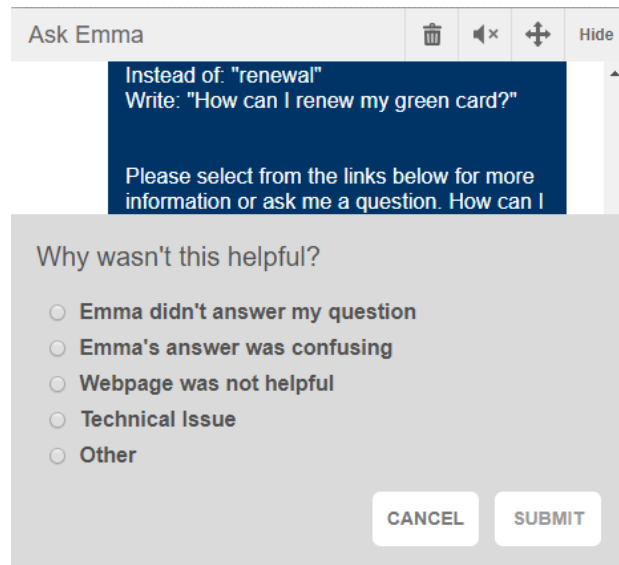 Ask Emma
Hide
Instead of: "renewal"
Write: "How can I renew my green card?"
Please select from the links below for more
information or ask me a question. How can I
Why wasn't this helpful?
Emma didn't answer my question
Emma's answer was confusing
Webpage was not helpful
Technical Issue
Other
CANCEL
SUBMIT